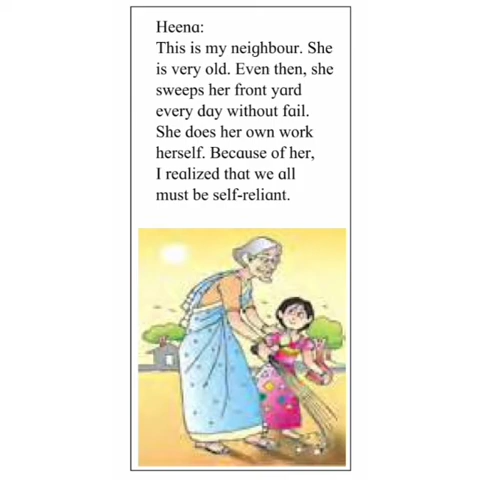 Heena:
This is my neighbour. She
is very old. Even then, she
sweeps her front yard
every day without fail.
She does her own work
herself. Because of her,
I realized that we all
must be self-reliant.